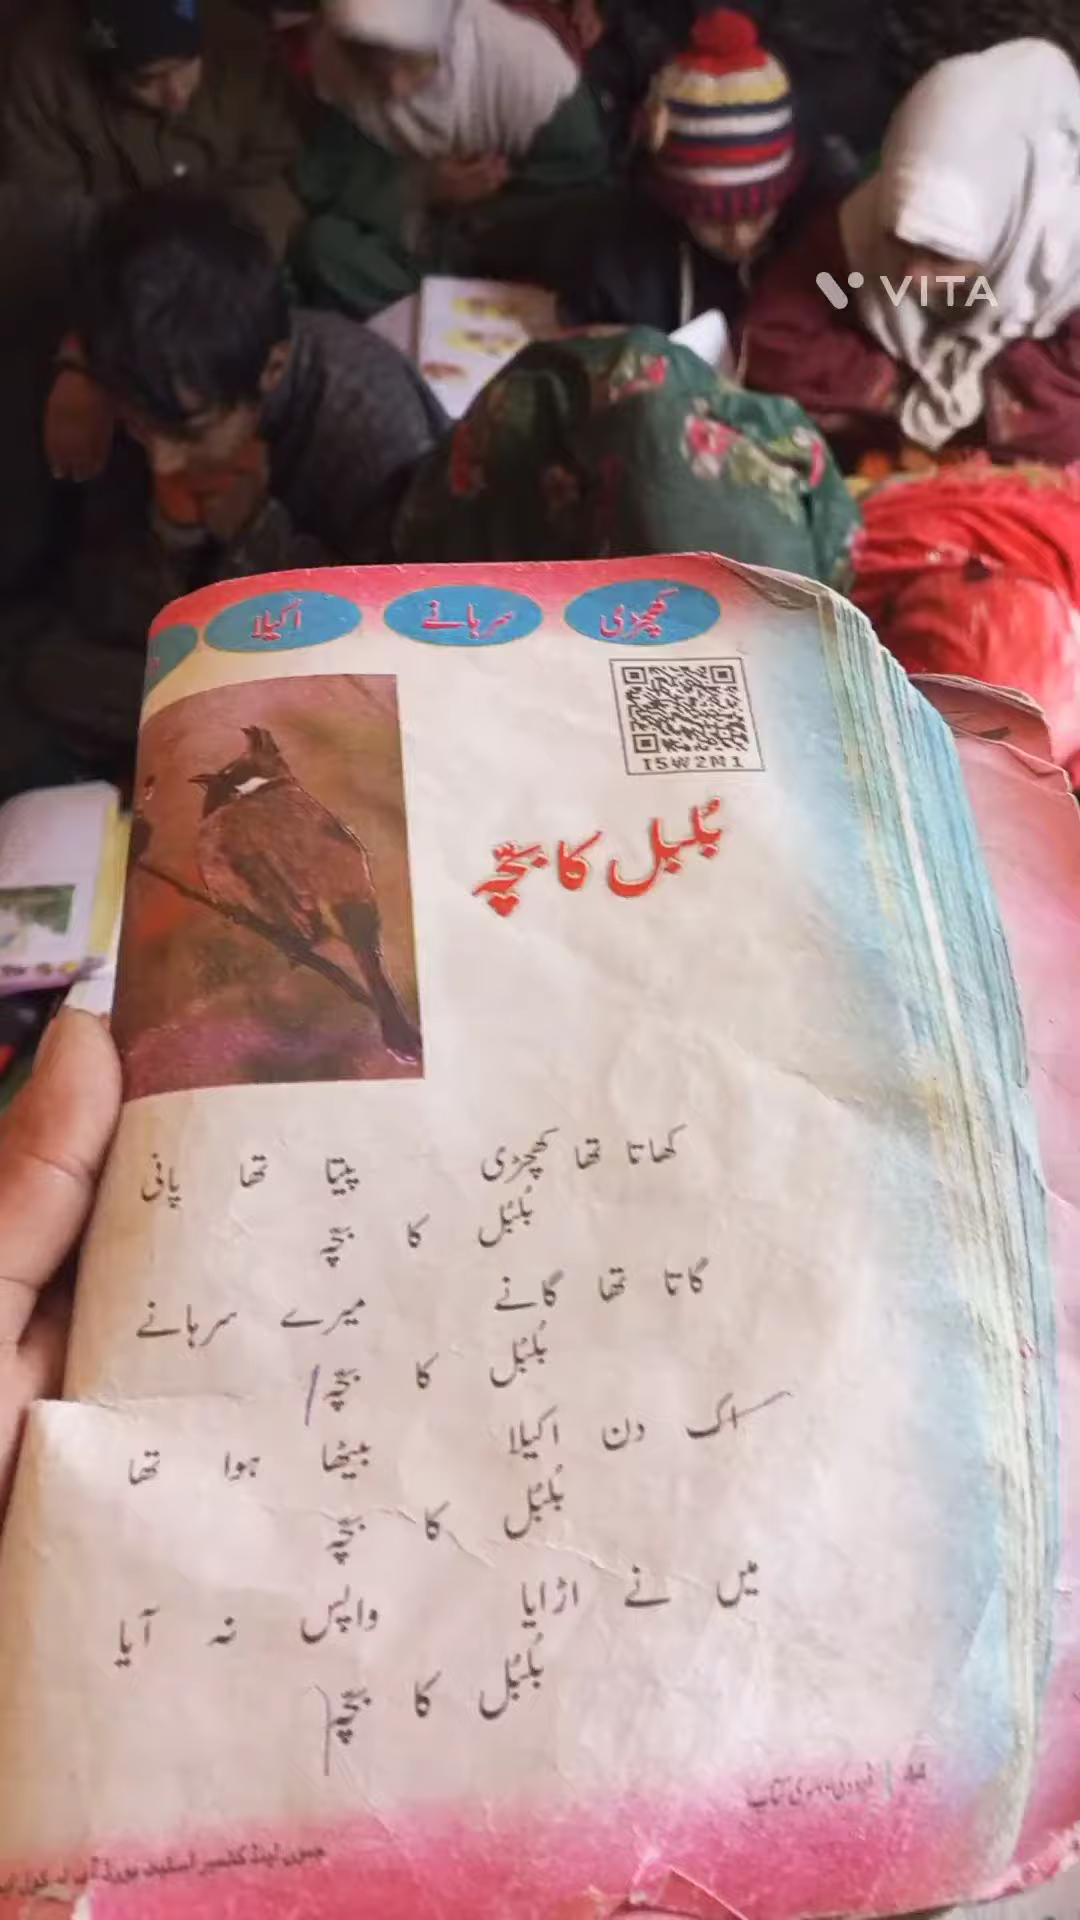 VITA
کھچڑی سرہانے اکیلا
I5W2M1
بُلبل کا بچّہ
کھاتا تھا کھچڑی پیتا تھا پانی
بُلبُل کا بچّہ
گاتا تھا گانے میرے سرہانے
بُلبُل کا بچّہ
اک دن اکیلا بیٹھا ہوا تھا
بُلبُل کا بچّہ
میں نے اڑایا واپس نہ آیا
بُلبُل کا بچّہ